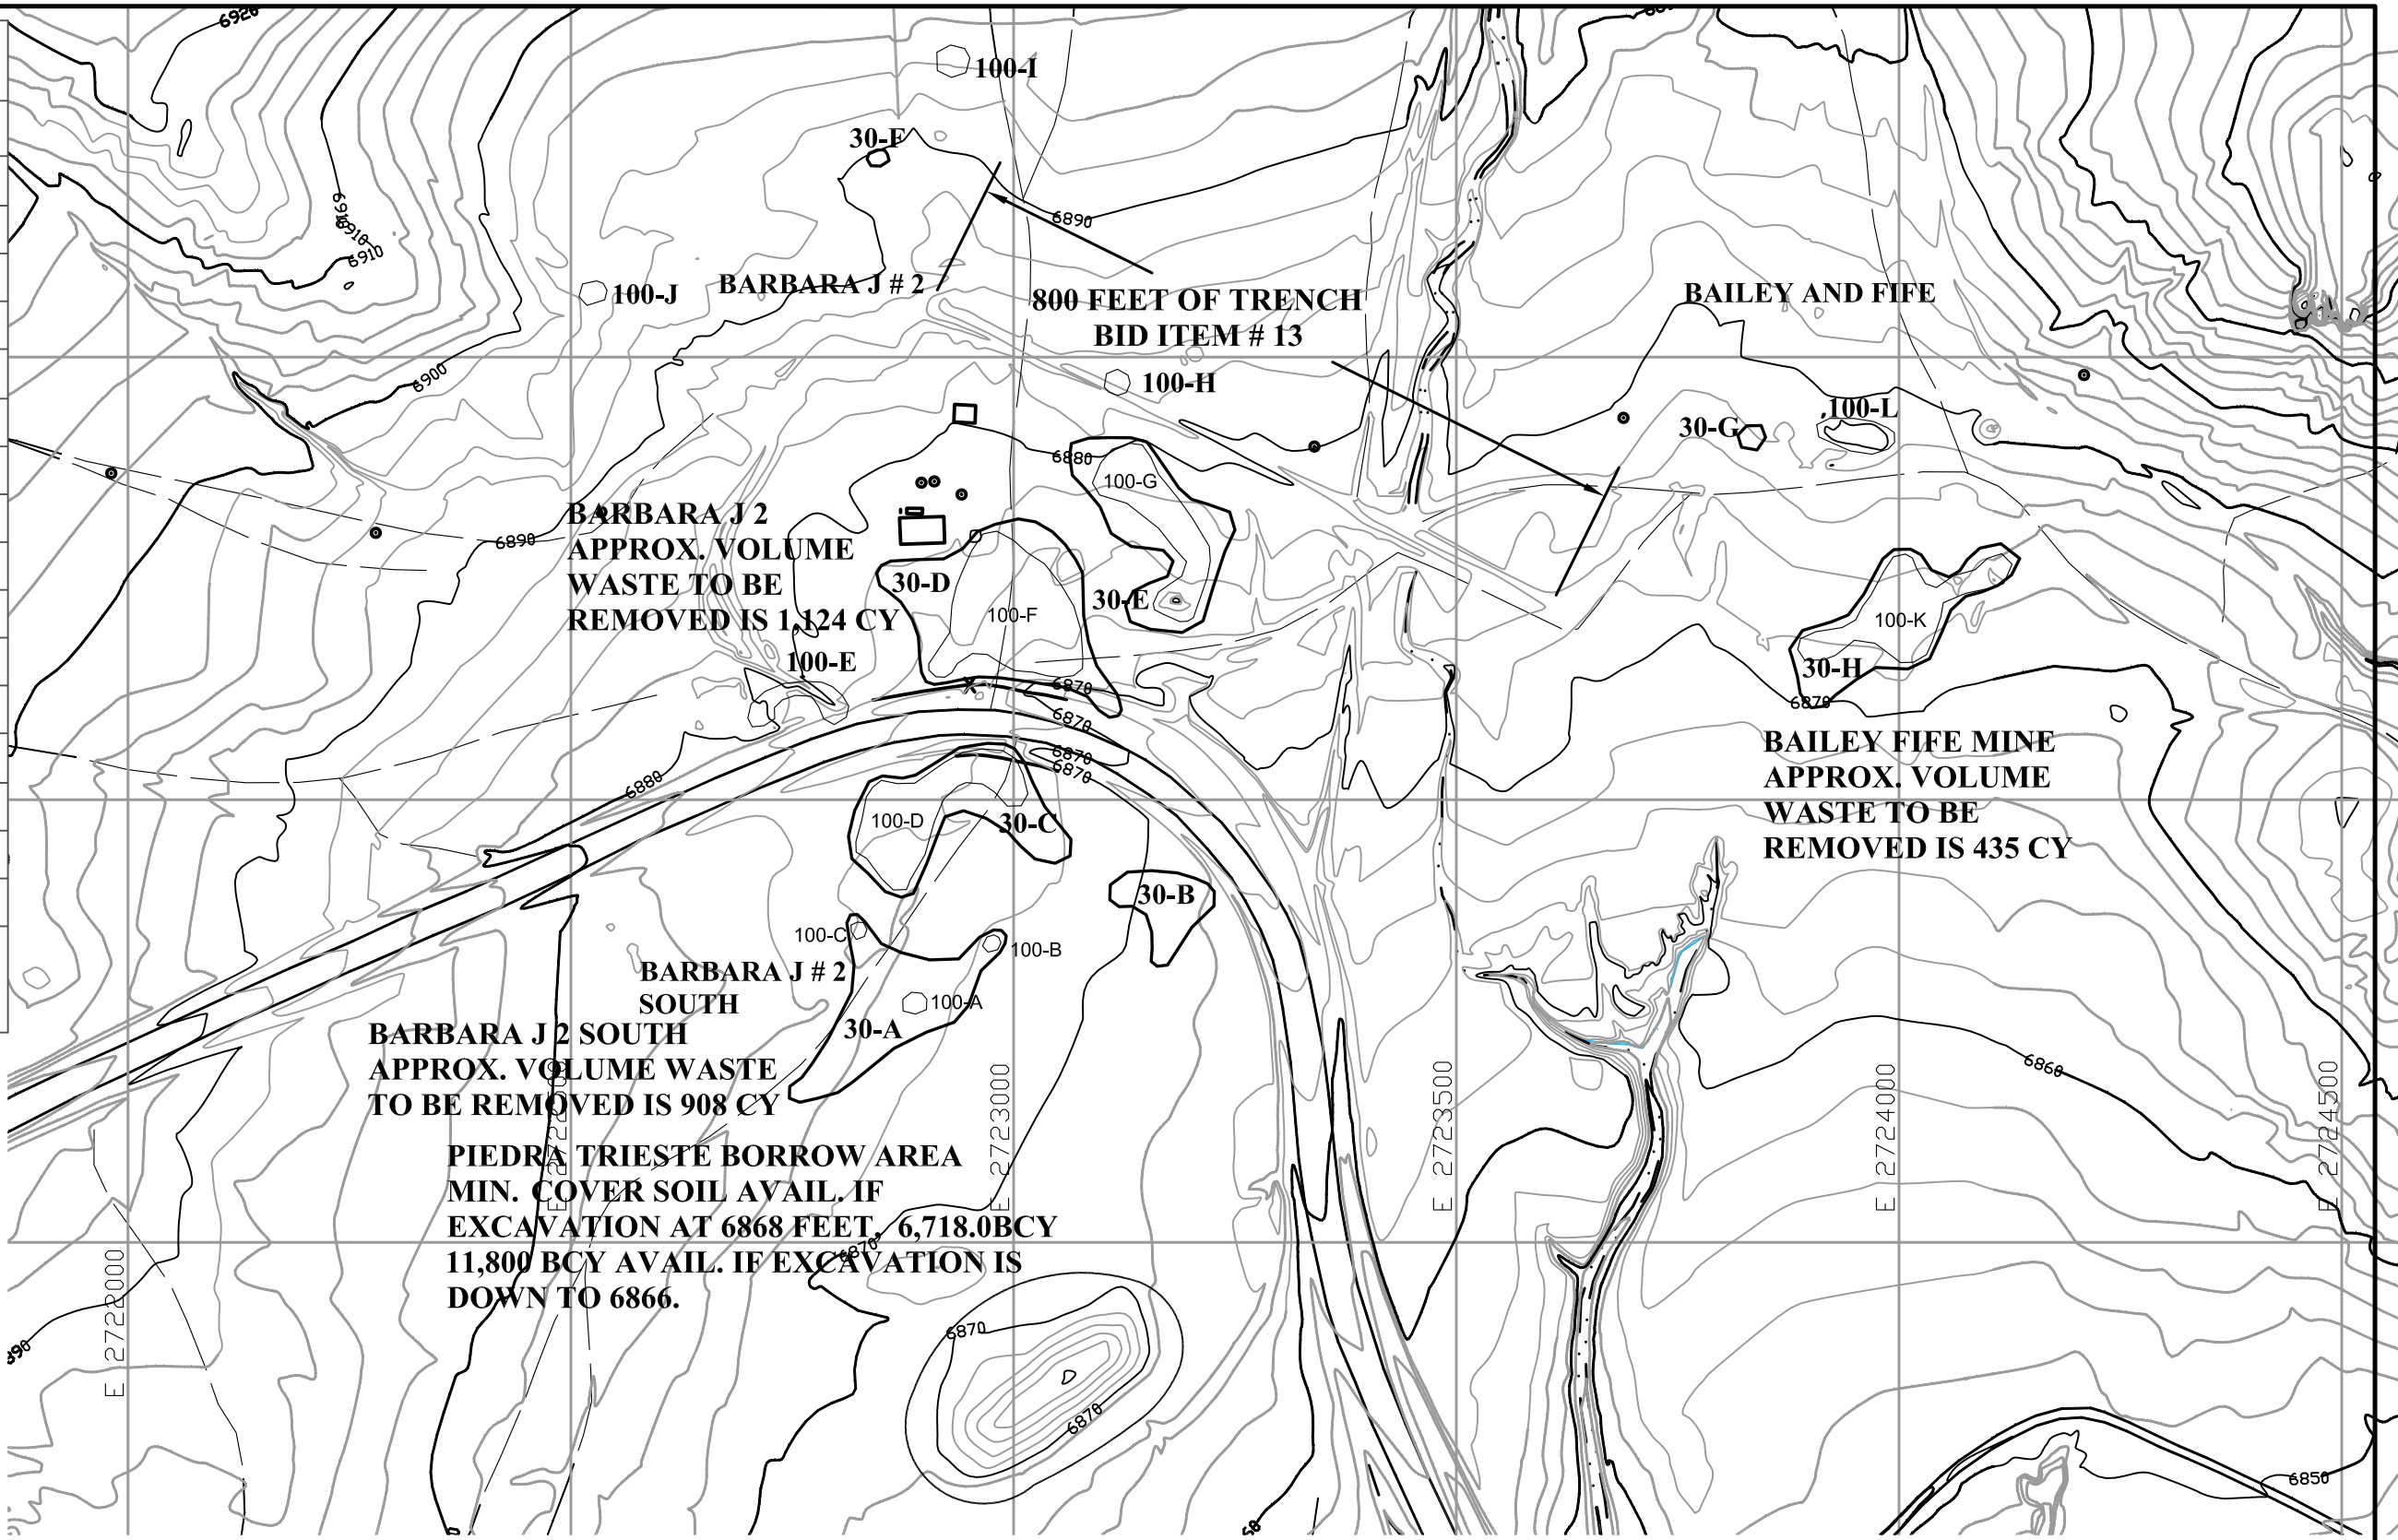 6920
100-I
30-F
6910
6910
6910
6890
100-J
BARBARA J # 2
800 FEET OF TRENCH
BID ITEM # 13
BAILEY AND FIFE
6900
100-H
100-L
30-G
6880
100-G
6890
BARBARA J 2
APPROX. VOLUME
WASTE TO BE
REMOVED IS 1,124 CY
30-D
30-E
100-F
100-E
100-K
30-H
6870
6870
6870
6870
6870
6880
BAILEY FIFE MINE
APPROX. VOLUME
WASTE TO BE
REMOVED IS 435 CY
100-D
30-C
30-B
100-C
100-B
BARBARA J # 2
SOUTH
100-A
30-A
BARBARA J 2 SOUTH
APPROX. VOLUME WASTE
TO BE REMOVED IS 908 CY
6860
PIEDRA TRIESTE BORROW AREA
MIN. COVER SOIL AVAIL. IF
EXCAVATION AT 6868 FEET, 6,718.0BCY
11,800 BCY AVAIL. IF EXCAVATION IS
DOWN TO 6866.
6870
E 2722000
E 2722500
E 2723000
E 2723500
E 2724000
E 2724500
6870
6870
6850